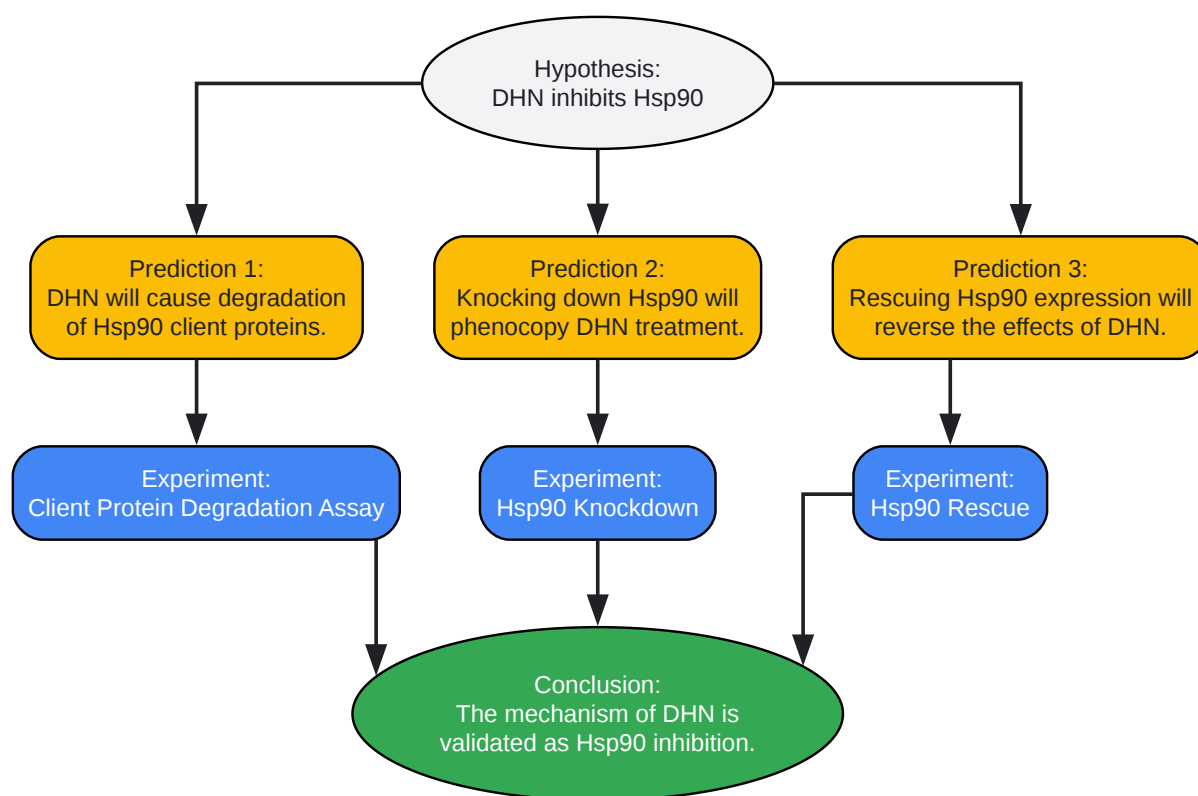 Hypothesis:
DHN inhibits Hsp90
Prediction 1:
DHN will cause degradation
of Hsp90 client proteins.
Prediction 2:
Knocking down Hsp90 will
phenocopy DHN treatment.
Prediction 3:
Rescuing Hsp90 expression will
reverse the effects of DHN.
Experiment:
Client Protein Degradation Assay
Experiment:
Hsp90 Knockdown
Experiment:
Hsp90 Rescue
Conclusion:
The mechanism of DHN is
validated as Hsp90 inhibition.